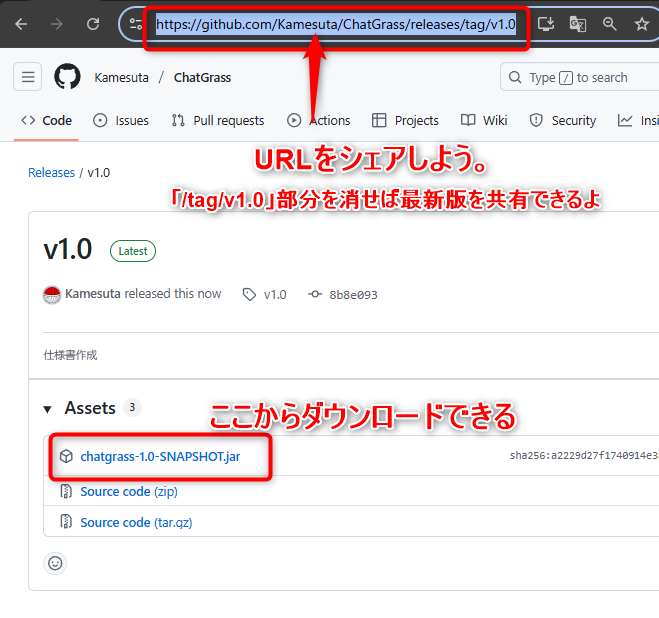 https://github.com/Kamesuta/ChatGrass/releases/tag/v1.0
Kamesuta / ChatGrass
Type / to search
Code Issues Pull requests Actions Projects Wiki Security Insi
URLをシェアしよう。
「/tag/v1.0」部分を消せば最新版を共有できるよ
Releases / v1.0
v1.0 Latest
Kamesuta released this now v1.0 8b8e093
仕様書作成
Assets 3
ここからダウンロードできる
chatgrass-1.0-SNAPSHOT.jar sha256:a2229d27f1740914e3
Source code (zip)
Source code (tar.gz)